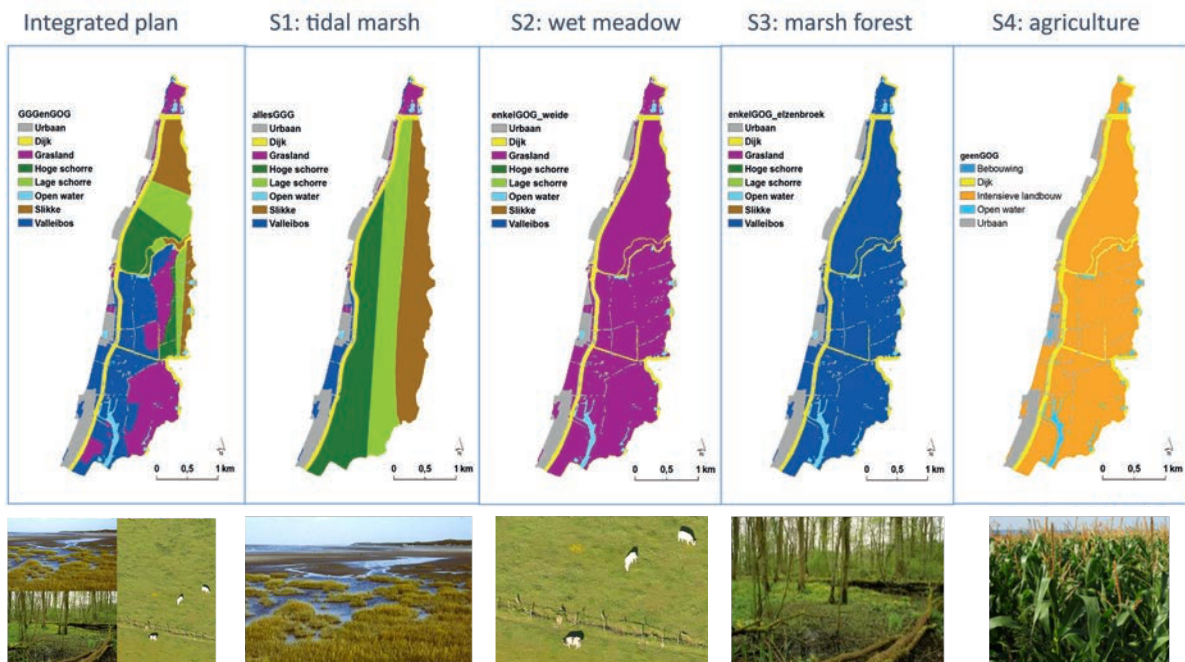 Integrated plan
S1: tidal marsh
S2: wet meadow
S3: marsh forest
S4: agriculture
GGGenGOG
Urbaan
Dijk
Grasland
Hoge schorre
Lage schorre
Open water
Slikke
Valleibos
0 0,5 1 km
allesGGG
Urbaan
Dijk
Grasland
Hoge schorre
Lage schorre
Open water
Slikke
Valleibos
0 0,5 1 km
enkelGOG_weide
Urbaan
Dijk
Grasland
Hoge schorre
Lage schorre
Open water
Slikke
Valleibos
0 0,5 1 km
enkelGOG_elzenbroek
Urbaan
Dijk
Grasland
Hoge schorre
Lage schorre
Open water
Slikke
Valleibos
0 0,5 1 km
geenGOG
Bebouwing
Dijk
Intensieve landbouw
Open water
Urbaan
0 0,5 1 km